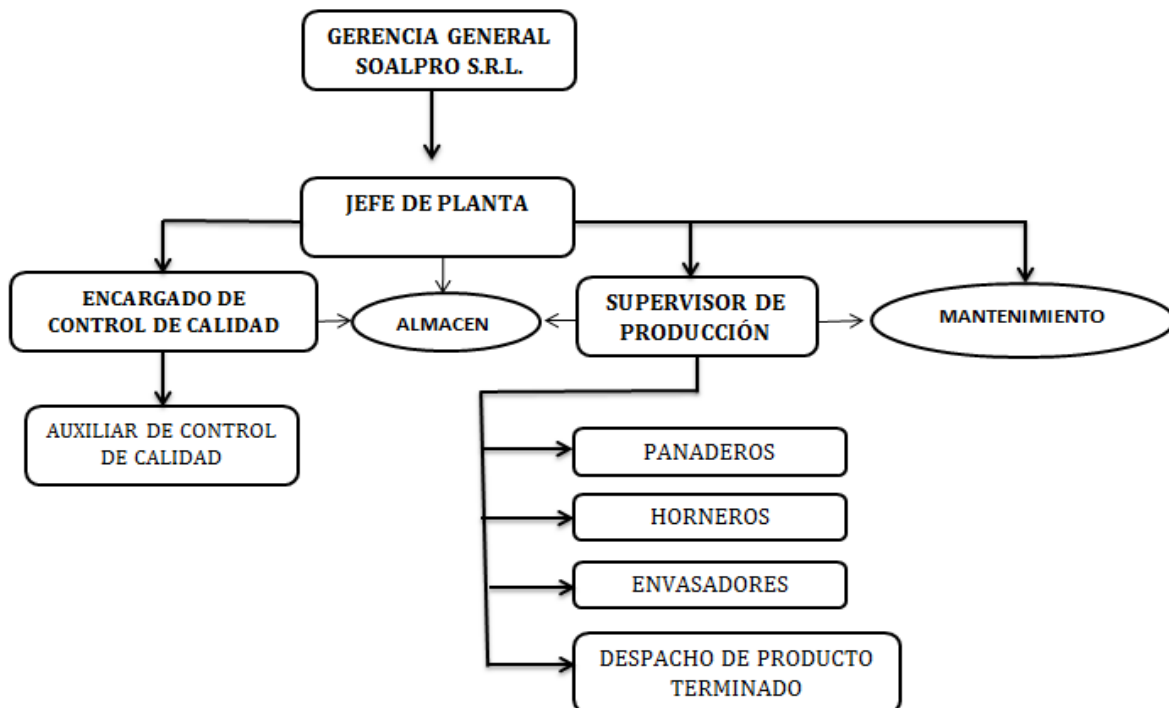 GERENCIA GENERAL
SOALPRO S.R.L.
JEFE DE PLANTA
ENCARGADO DE
CONTROL DE CALIDAD
ALMACEN
SUPERVISOR DE
PRODUCCIÓN
MANTENIMIENTO
AUXILIAR DE CONTROL
DE CALIDAD
PANADEROS
HORNEROS
ENVASADORES
DESPACHO DE PRODUCTO
TERMINADO